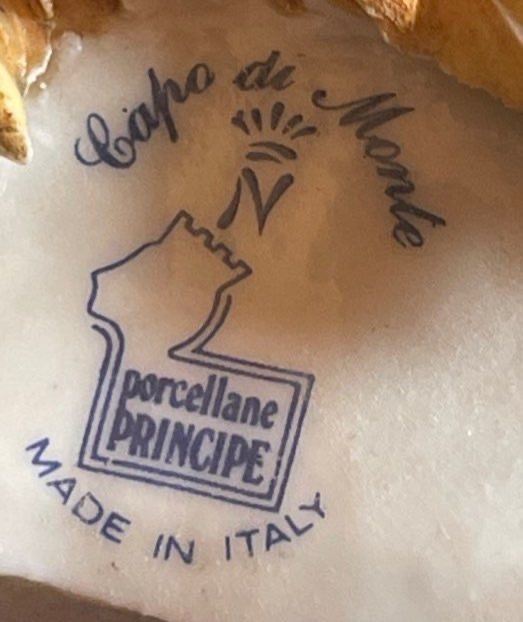 Capo di Monte
N
porcellane
PRINCIPE
MADE IN ITALY